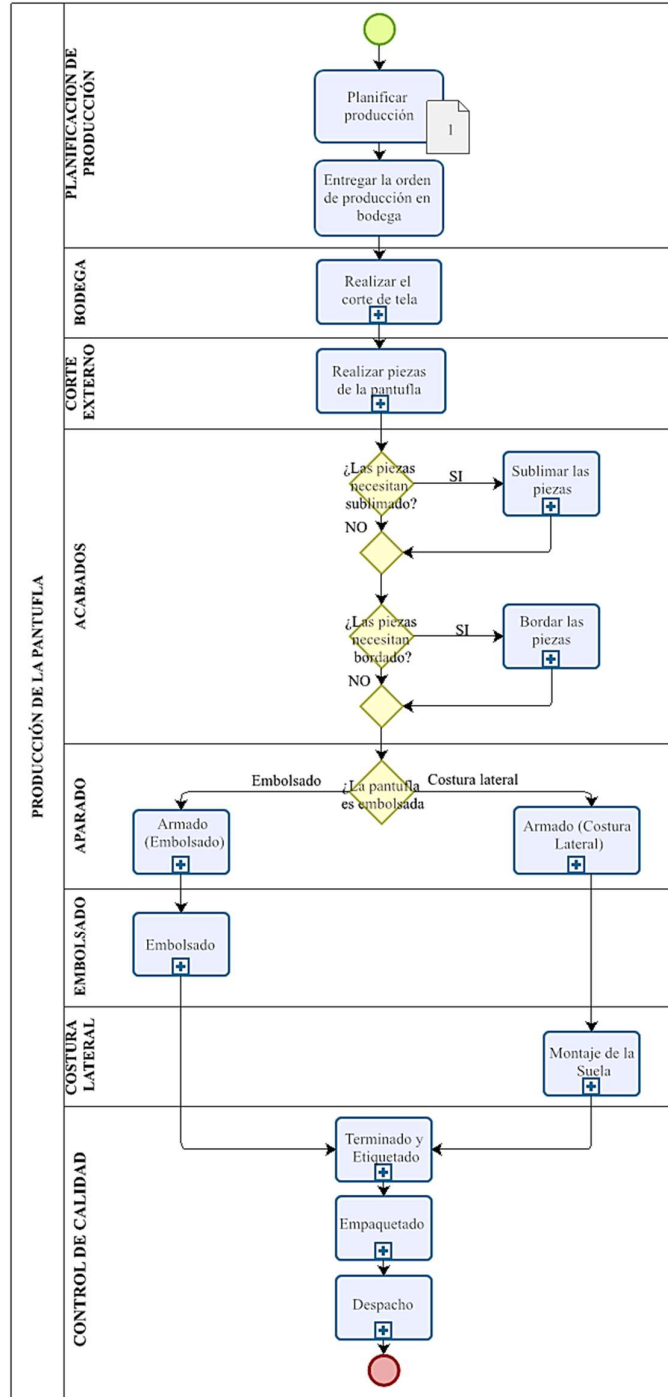 PRODUCCIÓN DE LA PANTUFLA
PLANIFICACION DE
PRODUCCIÓN
Planificar
producción
1
Entregar la orden
de producción en
bodega
BODEGA
Realizar el
corte de tela
CORTE
EXTERNO
Realizar piezas
de la pantufla
ACABADOS
¿Las piezas
necesitan
sublimado?
SI
Sublimar las
piezas
NO
¿Las piezas
necesitan
bordado?
SI
Bordar las
piezas
NO
APARADO
¿La pantufla
es embolsada
Embolsado
Costura lateral
Armado
(Embolsado)
Armado (Costura
Lateral)
EMBOLSADO
Embolsado
COSTURA
LATERAL
Montaje de la
Suela
CONTROL DE CALIDAD
Terminado y
Etiquetado
Empaquetado
Despacho